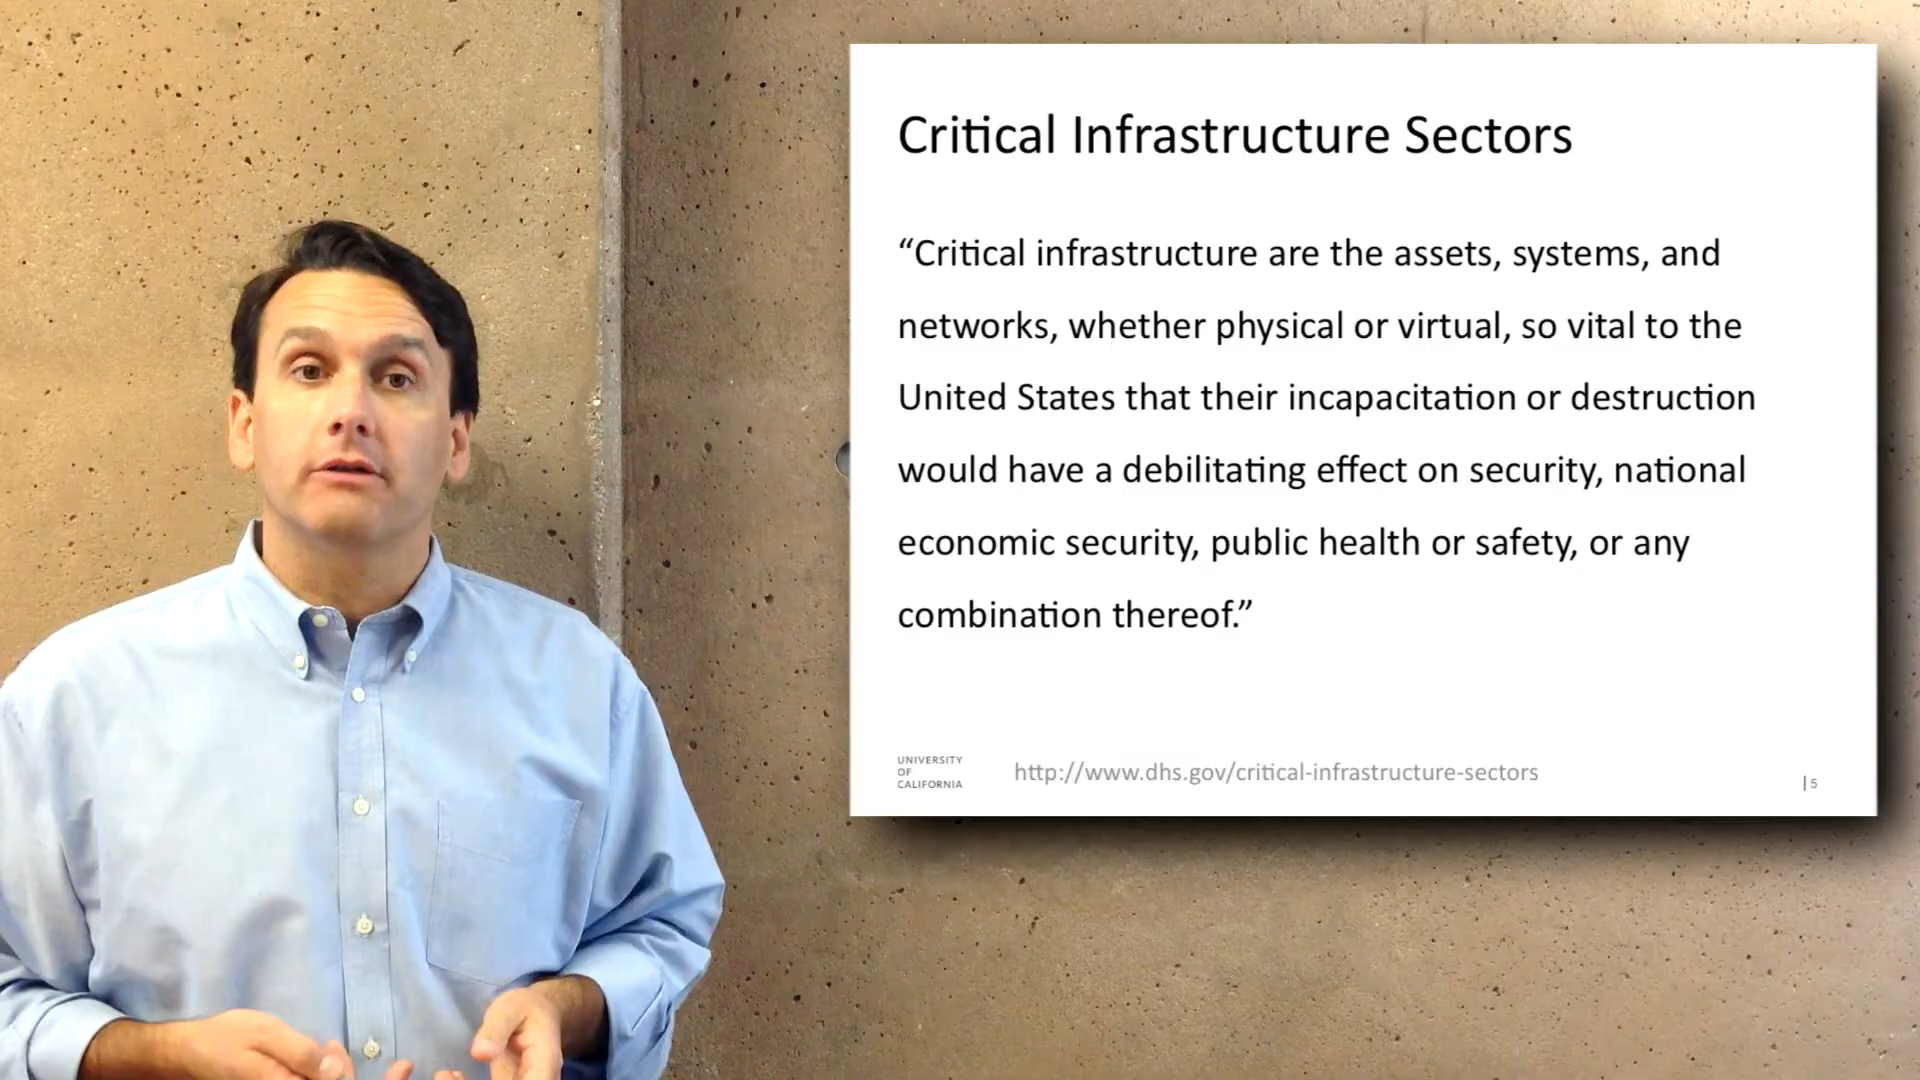 Critical Infrastructure Sectors
“Critical infrastructure are the assets, systems, and
networks, whether physical or virtual, so vital to the
United States that their incapacitation or destruction
would have a debilitating effect on security, national
economic security, public health or safety, or any
combination thereof.”
UNIVERSITY
OF
CALIFORNIA
http://www.dhs.gov/critical-infrastructure-sectors
| 5